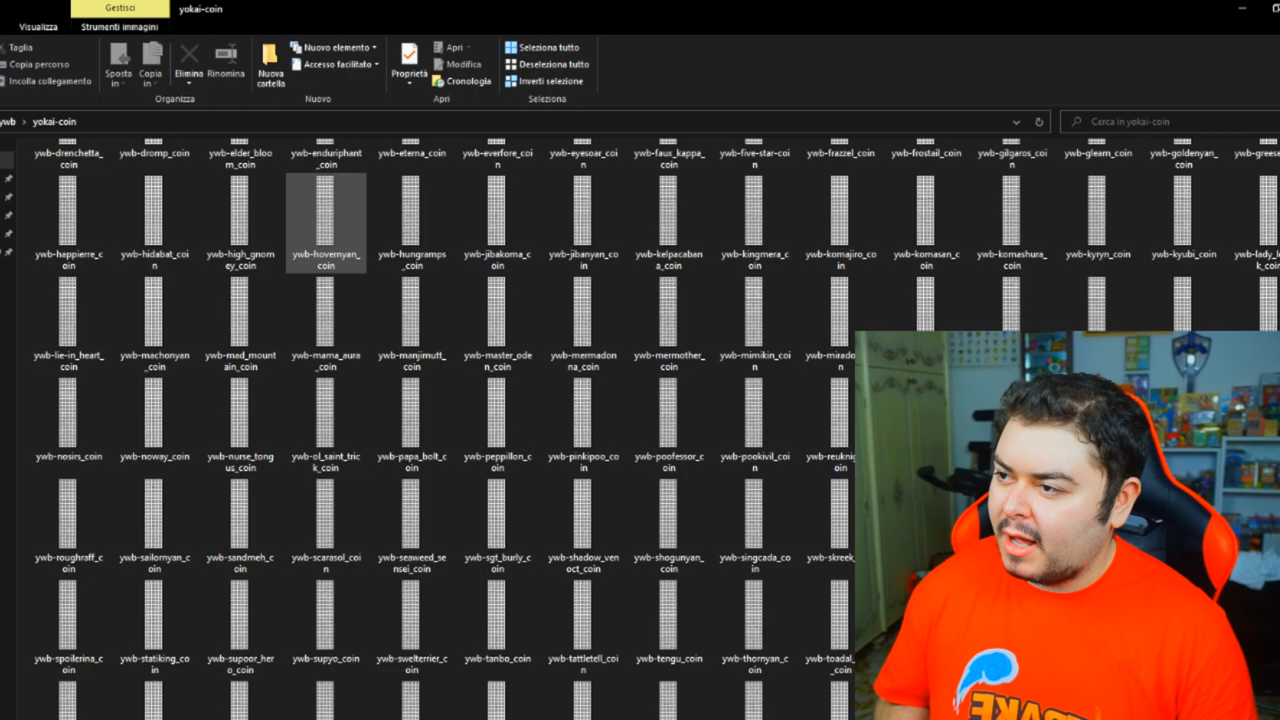 Gestisci
yokai-coin
Visualizza
Strumenti immagini
Taglia
Copia percorso
Incolla collegamento
Sposta in
Copia in
Elimina
Rinomina
Organizza
Nuova cartella
Nuovo elemento
Accesso facilitato
Nuovo
Proprietà
Apri
Modifica
Cronologia
Apri
Seleziona tutto
Deseleziona tutto
Inverti selezione
Seleziona
ywb > yokai-coin
Cerca in yokai-coin
ywb-drenchetta_coin ywb-dromp_coin ywb-elder_bloom_coin ywb-enduriphant_coin ywb-eterna_coin ywb-everfore_coin ywb-eyesoar_coin ywb-faux_kappa_coin ywb-five-star-coin ywb-frazzel_coin ywb-frostail_coin ywb-gilgaros_coin ywb-gleam_coin ywb-goldenyan_coin
ywb-happierre_coin ywb-hidabat_coin ywb-high_gnomey_coin ywb-hovernyan_coin ywb-hungramps_coin ywb-jibakoma_coin ywb-jibanyan_coin ywb-kelpacabana_coin ywb-kingmera_coin ywb-komajiro_coin ywb-komasan_coin ywb-komashura_coin ywb-kyryn_coin ywb-kyubi_coin
ywb-lie-in_heart_coin ywb-machonyan_coin ywb-mad_mountain_coin ywb-mama_aura_coin ywb-manjimutt_coin ywb-master_oden_coin ywb-mermadonna_coin ywb-mermother_coin ywb-mimikin_coin
ywb-nosirs_coin ywb-noway_coin ywb-nurse_tongus_coin ywb-ol_saint_trick_coin ywb-papa_bolt_coin ywb-peppillon_coin ywb-pinkipoo_coin ywb-poofessor_coin ywb-pookivil_coin
ywb-roughraff_coin ywb-sailornyan_coin ywb-sandmeh_coin ywb-scarasol_coin ywb-seaweed_sensei_coin ywb-sgt_burly_coin ywb-shadow_venoct_coin ywb-shogunyan_coin ywb-singcada_coin ywb-skreek_
ywb-spoilerina_coin ywb-statiking_coin ywb-supoor_hero_coin ywb-supyo_coin ywb-swelterrier_coin ywb-tanbo_coin ywb-tattletell_coin ywb-tengu_coin ywb-thornyan_coin ywb-toadal_coin